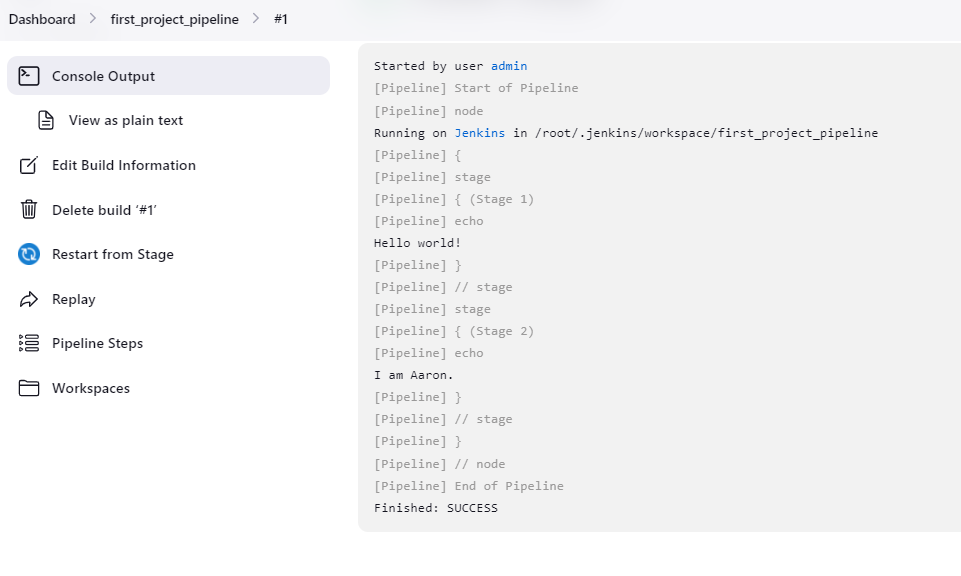 Dashboard > first_project_pipeline > #1
Console Output
View as plain text
Edit Build Information
Delete build ‘#1’
Restart from Stage
Replay
Pipeline Steps
Workspaces
Started by user admin
[Pipeline] Start of Pipeline
[Pipeline] node
Running on Jenkins in /root/.jenkins/workspace/first_project_pipeline
[Pipeline] {
[Pipeline] stage
[Pipeline] { (Stage 1)
[Pipeline] echo
Hello world!
[Pipeline] }
[Pipeline] // stage
[Pipeline] stage
[Pipeline] { (Stage 2)
[Pipeline] echo
I am Aaron.
[Pipeline] }
[Pipeline] // stage
[Pipeline] }
[Pipeline] // node
[Pipeline] End of Pipeline
Finished: SUCCESS